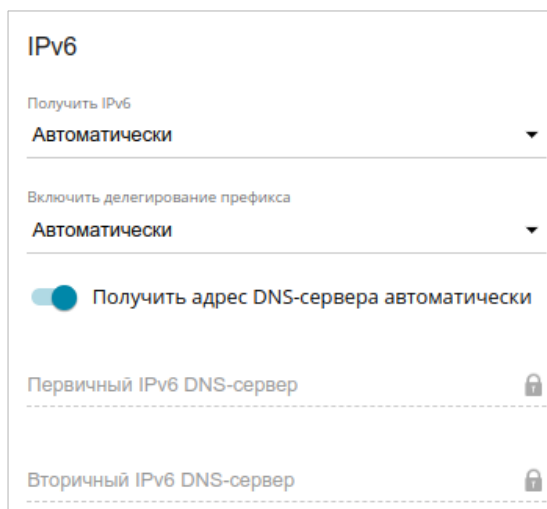 IPv6
Получить IPv6
Автоматически
Включить делегирование префикса
Автоматически
Получить адрес DNS-сервера автоматически
Первичный IPv6 DNS-сервер
Вторичный IPv6 DNS-сервер